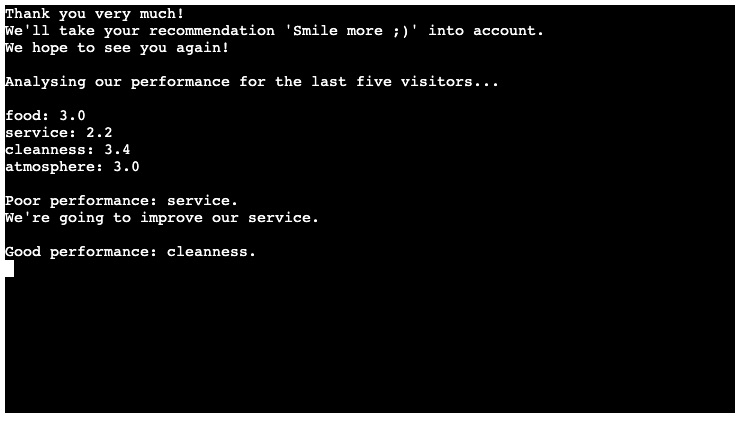 Thank you very much!
We'll take your recommendation 'Smile more ;)' into account.
We hope to see you again!
Analysing our performance for the last five visitors...
food: 3.0
service: 2.2
cleanness: 3.4
atmosphere: 3.0
Poor performance: service.
We're going to improve our service.
Good performance: cleanness.